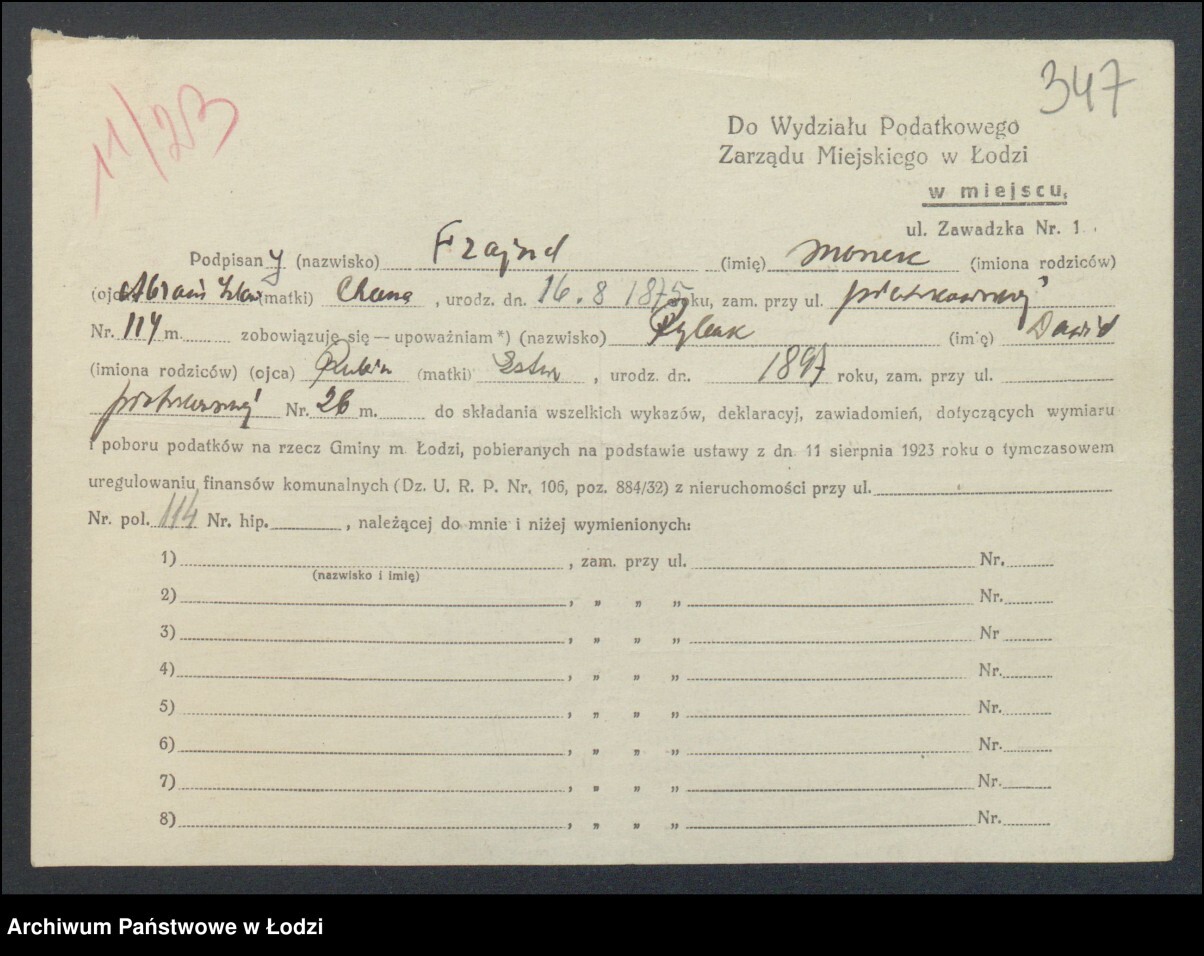 11/23
347
Do Wydziału Podatkowego
Zarządu Miejskiego w Łodzi
w miejscu,
ul. Zawadzka Nr. 1
Podpisany (nazwisko) Frajnd (imię) Moriek (imiona rodziców)
(ojca Abram (matki) Chana, urodz. dn. 16.8 1875 roku, zam. przy ul. piotrkowskiej
Nr. 114 m. zobowiązuję się — upoważniam *) (nazwisko) Rybak (imię) Dawid
(imiona rodziców) (ojca) Rubin (matki) Ester, urodz. dn. 1897 roku, zam. przy ul.
piotrkowskiej Nr. 26 m. do składania wszelkich wykazów, deklaracyj, zawiadomień, dotyczących wymiaru
i poboru podatków na rzecz Gminy m. Łodzi, pobieranych na podstawie ustawy z dn. 11 sierpnia 1923 roku o tymczasowem
uregulowaniu finansów komunalnych (Dz. U. R. P. Nr. 106, poz. 884/32) z nieruchomości przy ul.
Nr. pol. 114 Nr. hip. , należącej do mnie i niżej wymienionych:
1) , zam. przy ul. Nr.
(nazwisko i imię)
2) , „ „ „ Nr.
3) , „ „ „ Nr
4) , „ „ „ Nr.
5) , „ „ „ Nr.
6) , „ „ „ Nr.
7) , „ „ „ Nr.
8) , „ „ „ Nr.
Archiwum Państwowe w Łodzi